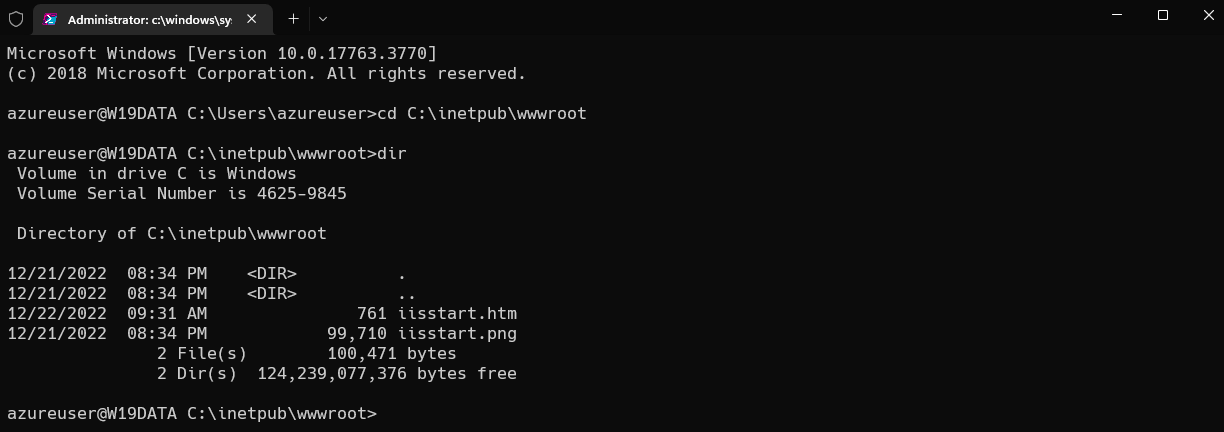 Administrator: c:\windows\sy
Microsoft Windows [Version 10.0.17763.3770]
(c) 2018 Microsoft Corporation. All rights reserved.
azureuser@W19DATA C:\Users\azureuser>cd C:\inetpub\wwwroot
azureuser@W19DATA C:\inetpub\wwwroot>dir
 Volume in drive C is Windows
 Volume Serial Number is 4625-9845
 Directory of C:\inetpub\wwwroot
12/21/2022  08:34 PM    <DIR>          .
12/21/2022  08:34 PM    <DIR>          ..
12/22/2022  09:31 AM               761 iisstart.htm
12/21/2022  08:34 PM            99,710 iisstart.png
               2 File(s)        100,471 bytes
               2 Dir(s)  124,239,077,376 bytes free
azureuser@W19DATA C:\inetpub\wwwroot>